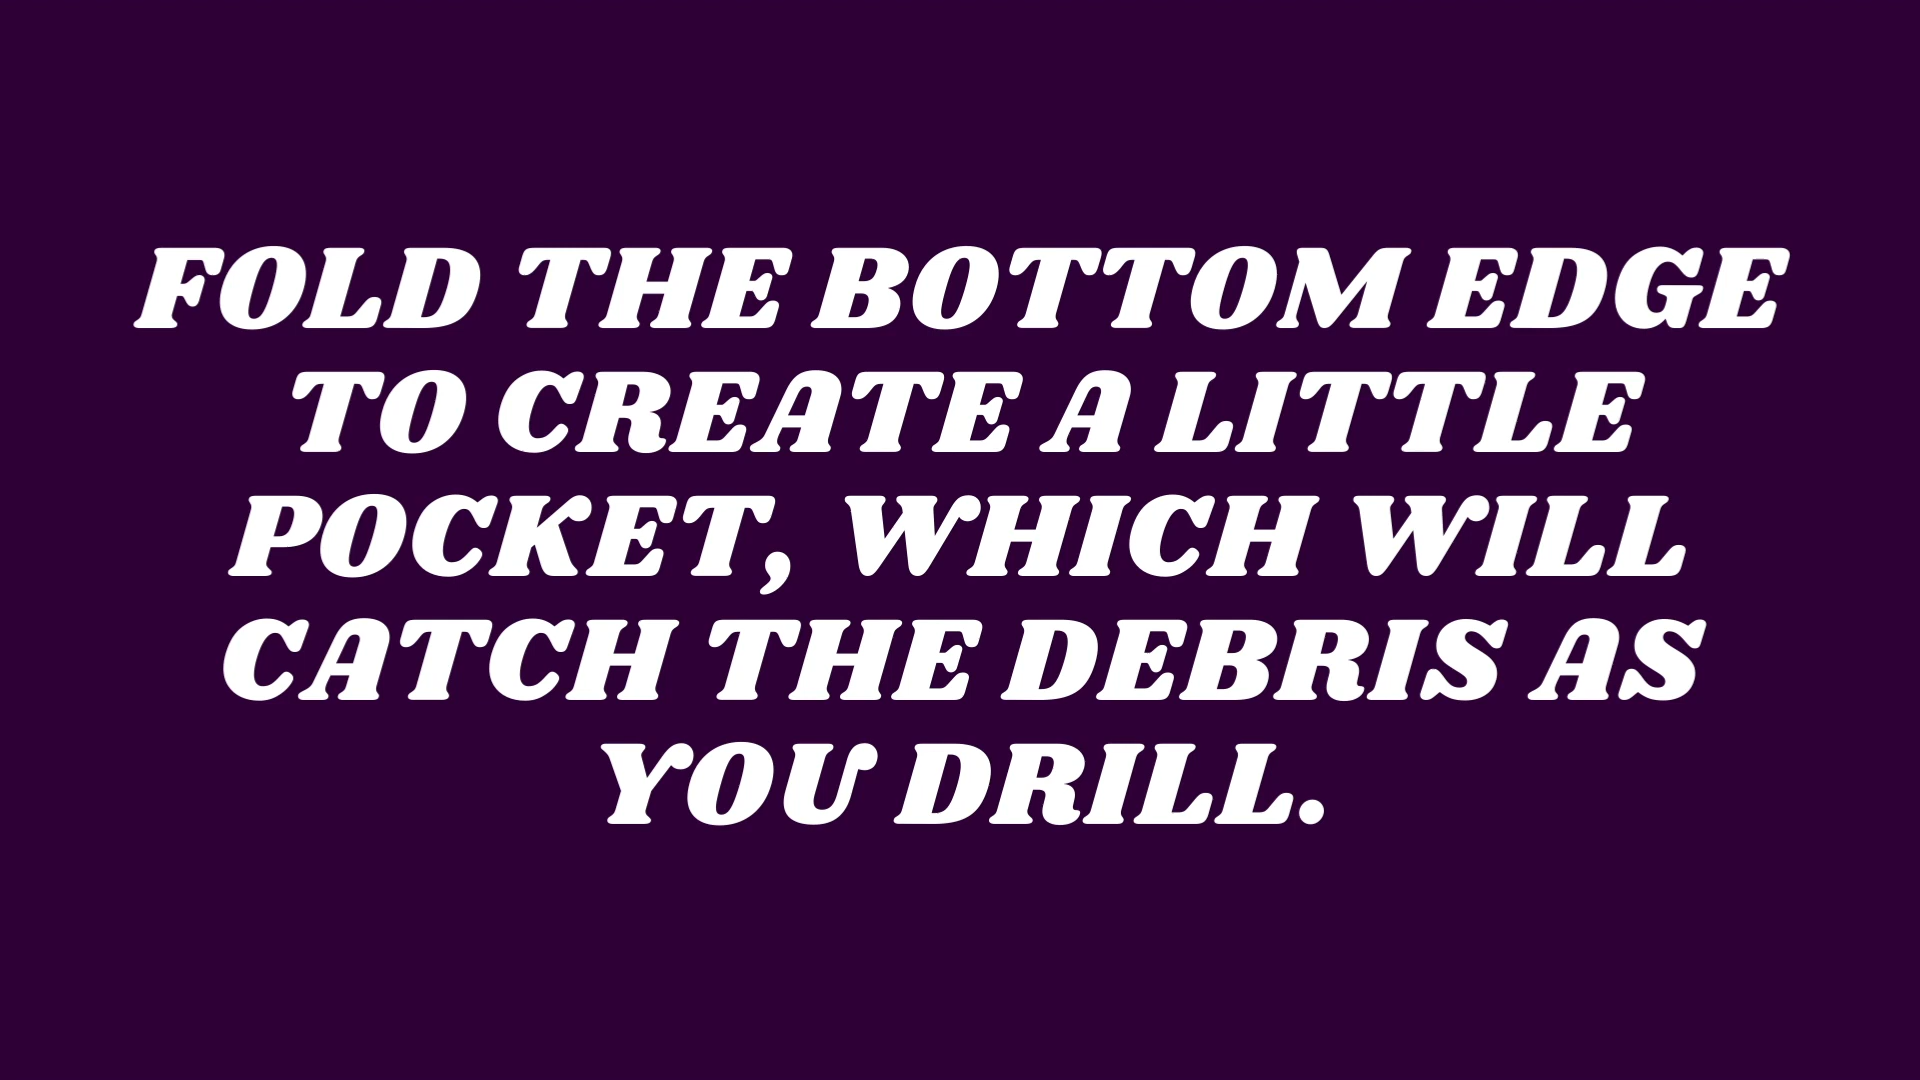 FOLD THE BOTTOM EDGE
TO CREATE A LITTLE
POCKET, WHICH WILL
CATCH THE DEBRIS AS
YOU DRILL.